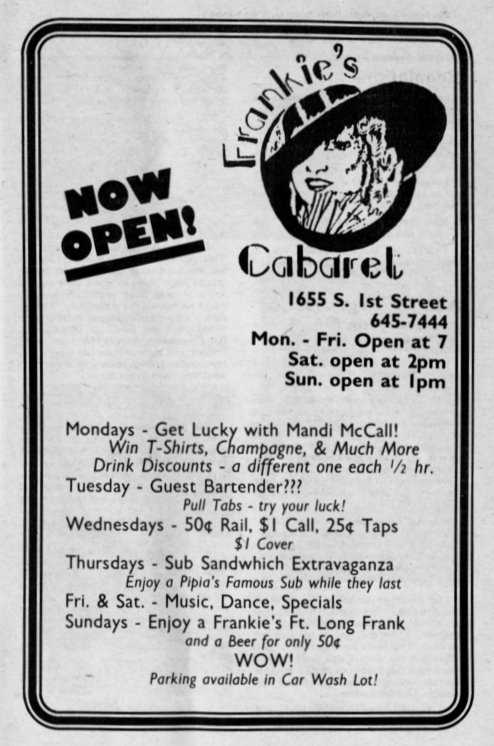 Frankie's
Cabaret
NOW
OPEN!
1655 S. 1st Street
645-7444
Mon. - Fri. Open at 7
Sat. open at 2pm
Sun. open at 1pm
Mondays - Get Lucky with Mandi McCall!
Win T-Shirts, Champagne, & Much More
Drink Discounts - a different one each 1/2 hr.
Tuesday - Guest Bartender???
Pull Tabs - try your luck!
Wednesdays - 50¢ Rail, $1 Call, 25¢ Taps
$1 Cover
Thursdays - Sub Sandwhich Extravaganza
Enjoy a Pipia's Famous Sub while they last
Fri. & Sat. - Music, Dance, Specials
Sundays - Enjoy a Frankie's Ft. Long Frank
and a Beer for only 50¢
WOW!
Parking available in Car Wash Lot!